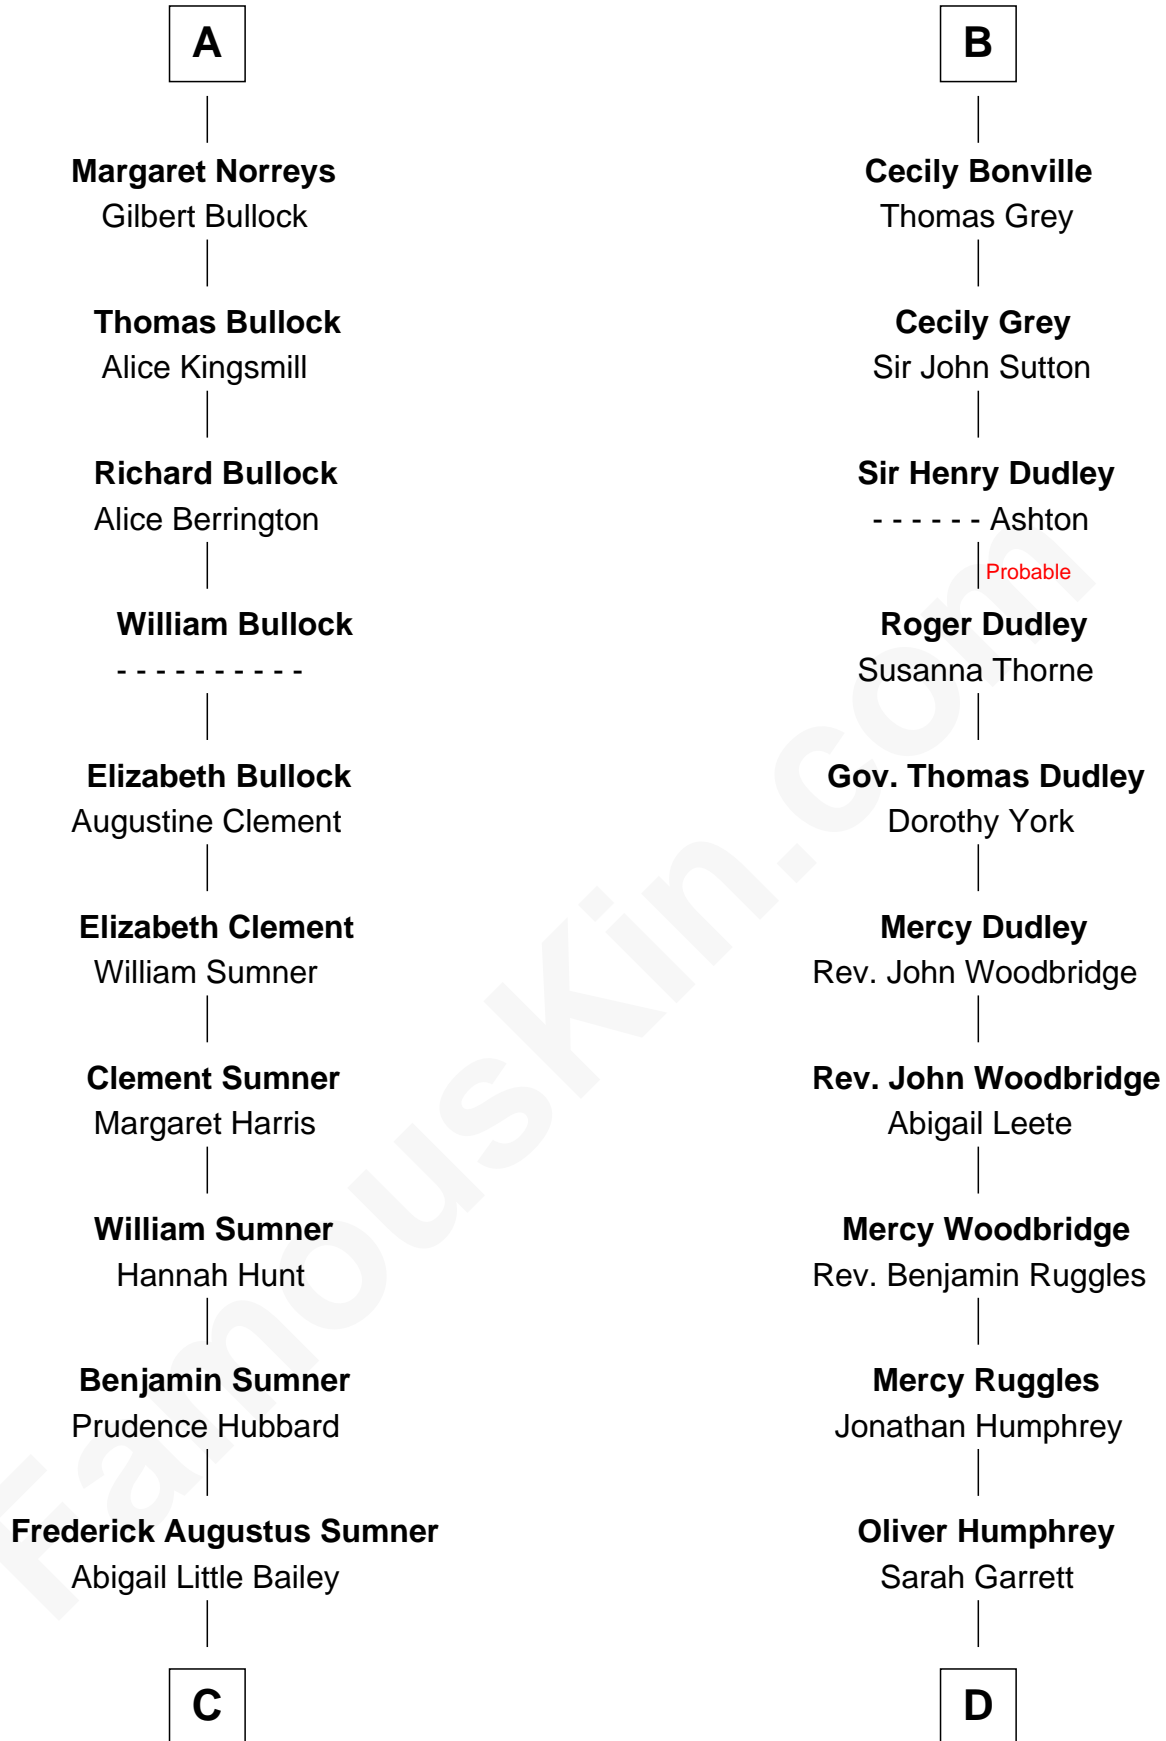 A
Margaret Norreys
Gilbert Bullock
Thomas Bullock
Alice Kingsmill
Richard Bullock
Alice Berrington
William Bullock
- - - - - - - - - -
Elizabeth Bullock
Augustine Clement
Elizabeth Clement
William Sumner
Clement Sumner
Margaret Harris
William Sumner
Hannah Hunt
Benjamin Sumner
Prudence Hubbard
Frederick Augustus Sumner
Abigail Little Bailey
C
B
Cecily Bonville
Thomas Grey
Cecily Grey
Sir John Sutton
Sir Henry Dudley
- - - - - - Ashton
Probable
Roger Dudley
Susanna Thorne
Gov. Thomas Dudley
Dorothy York
Mercy Dudley
Rev. John Woodbridge
Rev. John Woodbridge
Abigail Leete
Mercy Woodbridge
Rev. Benjamin Ruggles
Mercy Ruggles
Jonathan Humphrey
Oliver Humphrey
Sarah Garrett
D
FamousKin.com